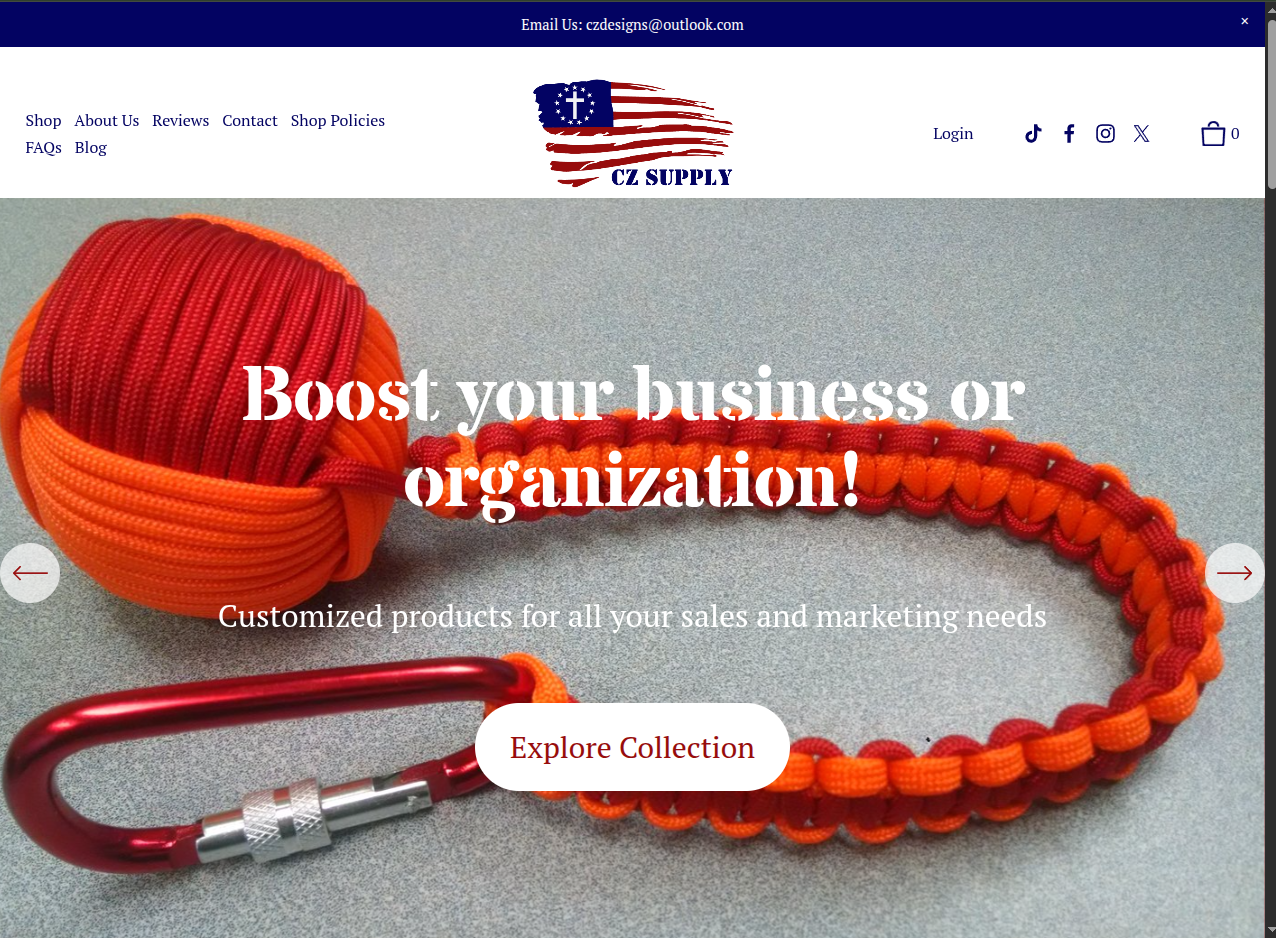 Email Us: czdesigns@outlook.com
×
Shop About Us Reviews Contact Shop Policies
FAQs Blog
CZ SUPPLY
Login
0
Boost your business or
organization!
Customized products for all your sales and marketing needs
Explore Collection